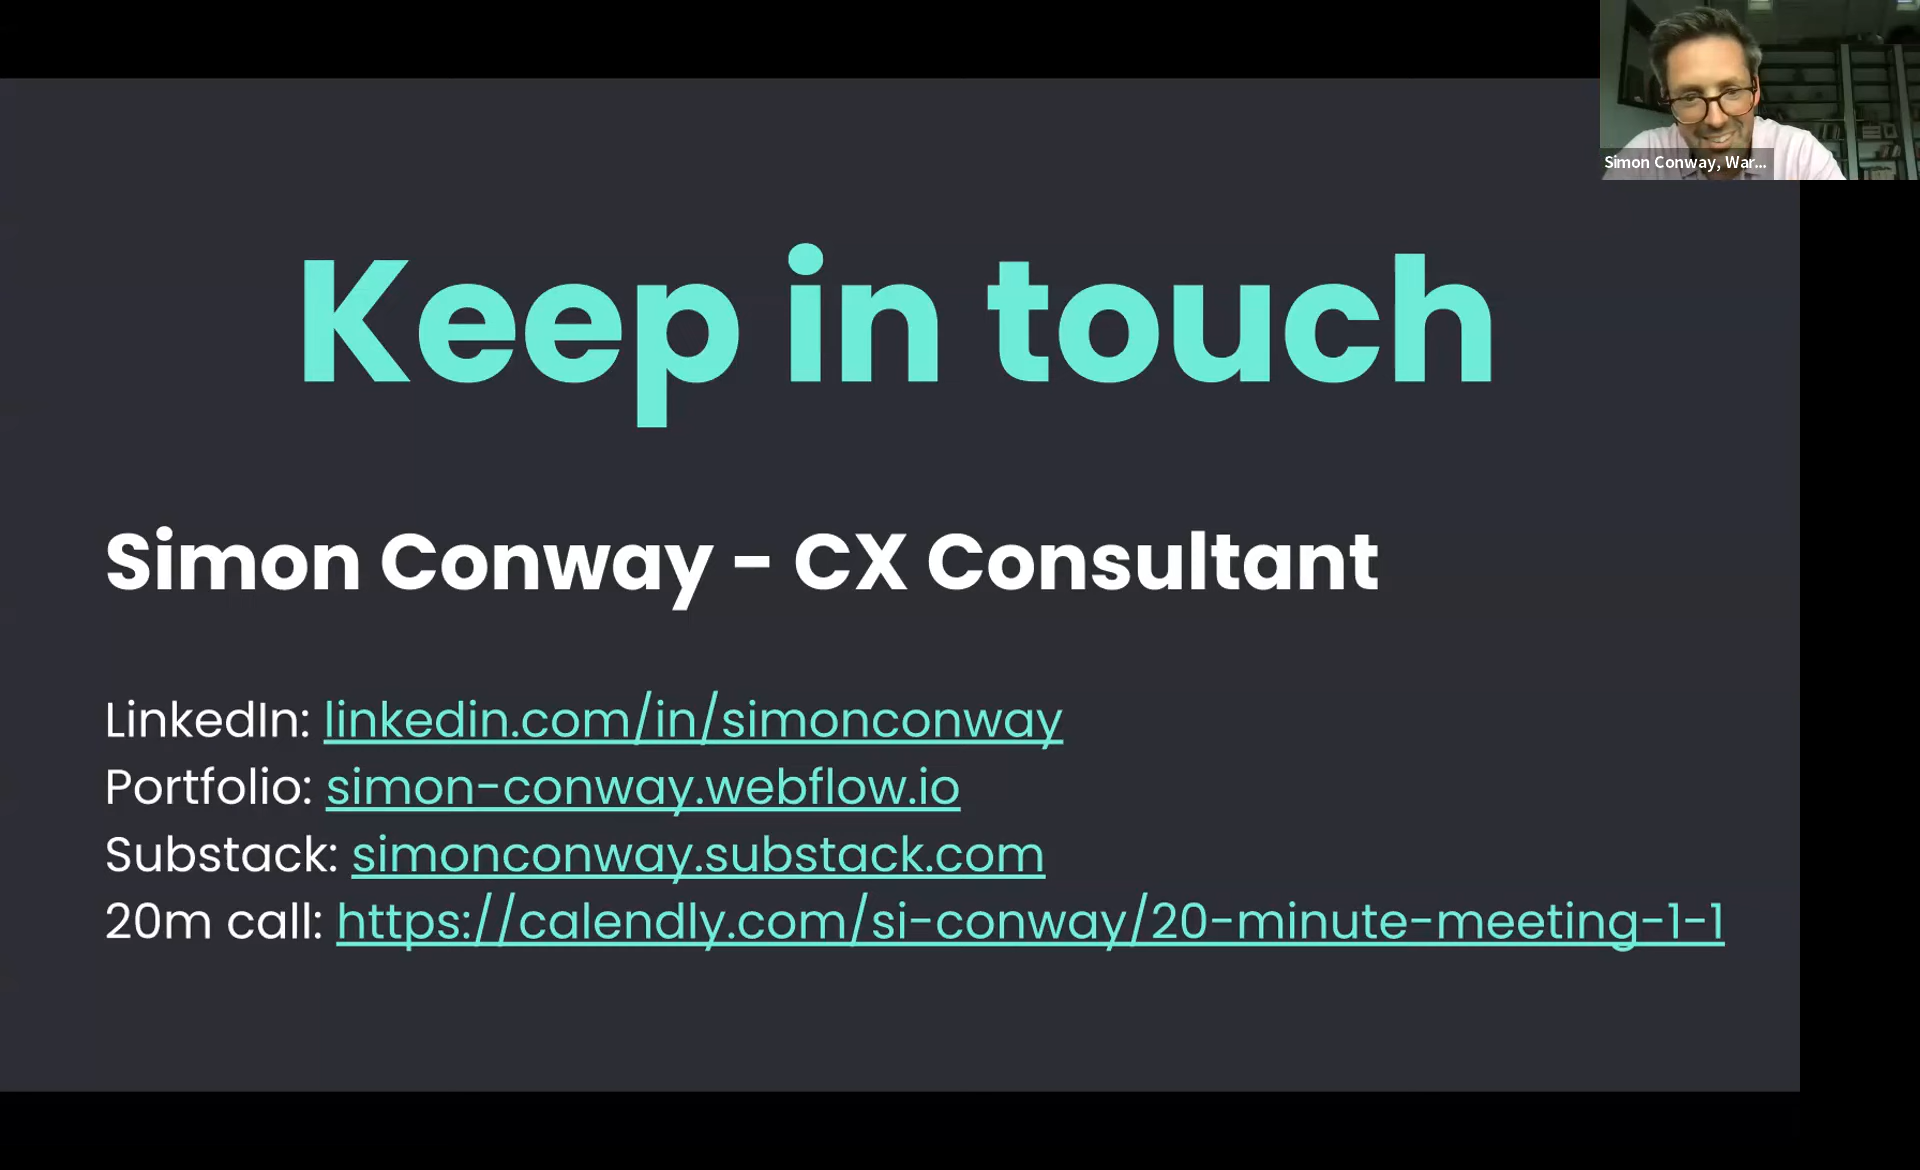 Simon Conway, War...
Keep in touch
Simon Conway - CX Consultant
LinkedIn: linkedin.com/in/simonconway
Portfolio: simon-conway.webflow.io
Substack: simonconway.substack.com
20m call: https://calendly.com/si-conway/20-minute-meeting-1-1